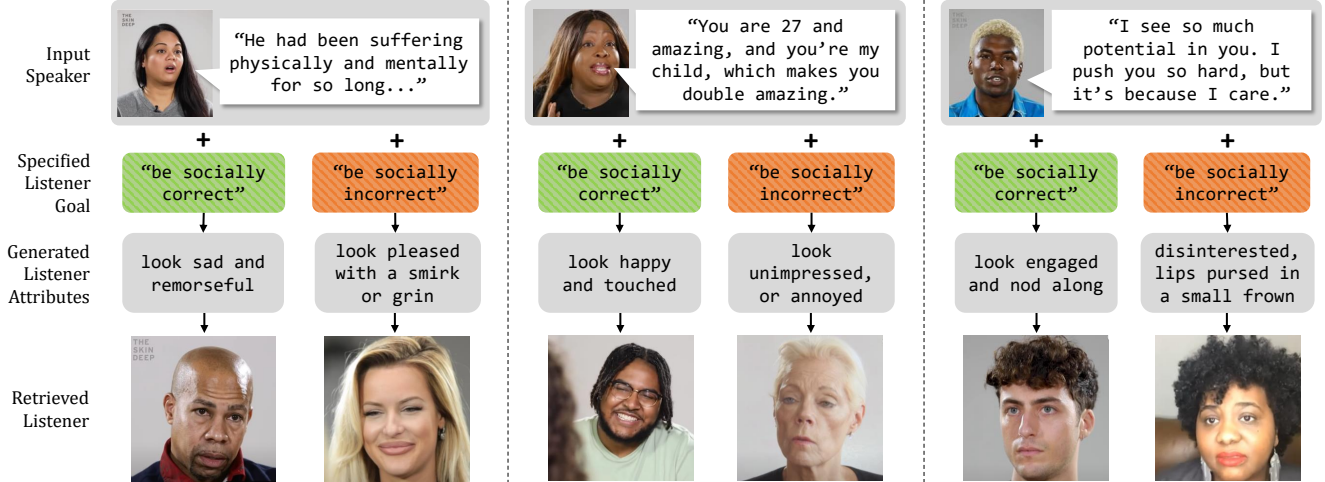 Input
Speaker
THE
SKIN
DEEP
“He had been suffering
physically and mentally
for so long...”
“You are 27 and
amazing, and you’re my
child, which makes you
double amazing.”
THE
SKIN
DEEP
“I see so much
potential in you. I
push you so hard, but
it’s because I care.”
+
+
+
+
+
+
Specified
Listener
Goal
“be socially
correct”
“be socially
incorrect”
“be socially
correct”
“be socially
incorrect”
“be socially
correct”
“be socially
incorrect”
Generated
Listener
Attributes
look sad and
remorseful
look pleased
with a smirk
or grin
look happy
and touched
look
unimpressed,
or annoyed
look engaged
and nod along
disinterested,
lips pursed in
a small frown
Retrieved
Listener
THE
SKIN
DEEP